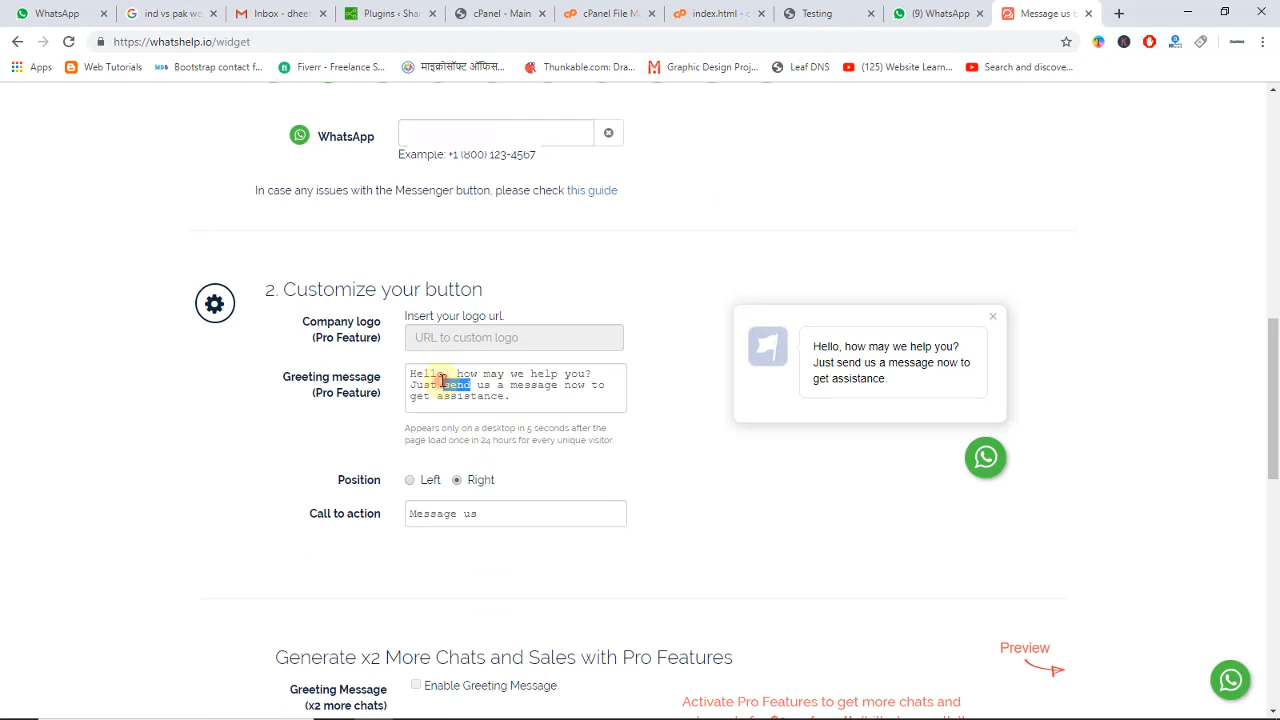 WhatsApp
ind vs pak wo
Inbox - dines
Plugins ‹ Shar
cPanel - Main
cPanel File M
index.html - c
Testing
(9) WhatsApp
Message us b
https://whatshelp.io/widget
Apps
Web Tutorials
Bootstrap contact f...
Fiverr - Freelance S...
माइक्रोसॉफ्ट ऑफिस...
Thunkable.com: Dra...
Graphic Design Proj...
Leaf DNS
(125) Website Learn...
Search and discove...
WhatsApp
Example: +1 (800) 123-4567
In case any issues with the Messenger button, please check this guide
2. Customize your button
Company logo
(Pro Feature)
Insert your logo url.
URL to custom logo
Greeting message
(Pro Feature)
Hello, how may we help you?
Just send us a message now to
get assistance.
Appears only on a desktop in 5 seconds after the
page load once in 24 hours for every unique visitor.
Position
Left
Right
Call to action
Message us
Hello, how may we help you?
Just send us a message now to
get assistance.
Generate x2 More Chats and Sales with Pro Features
Preview
Greeting Message
(x2 more chats)
Enable Greeting Message
Activate Pro Features to get more chats and